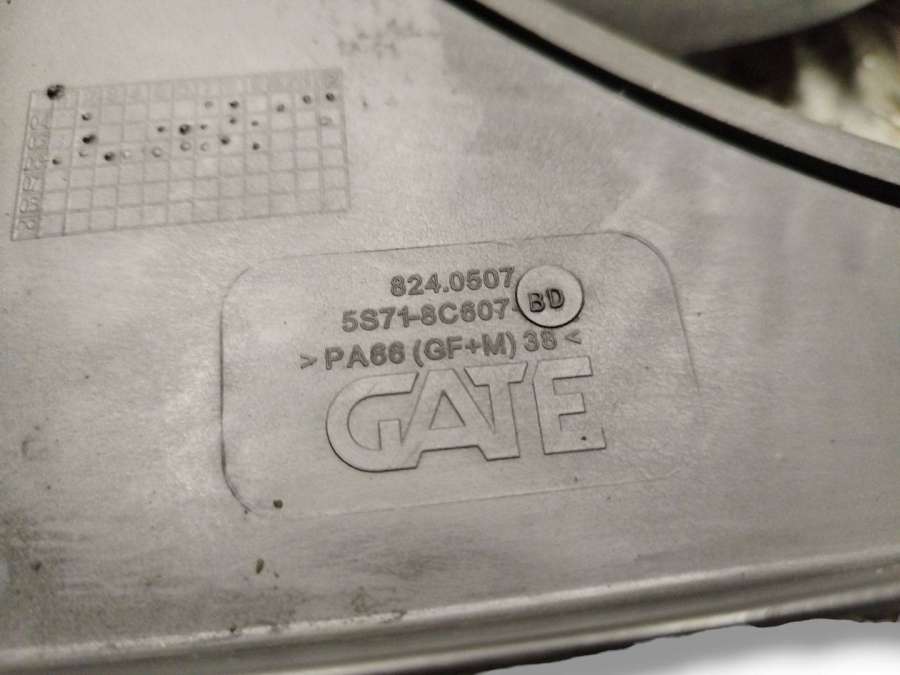 824.0507
5S71-8C607-BD
>PA66 (GF+M) 38<
GATE